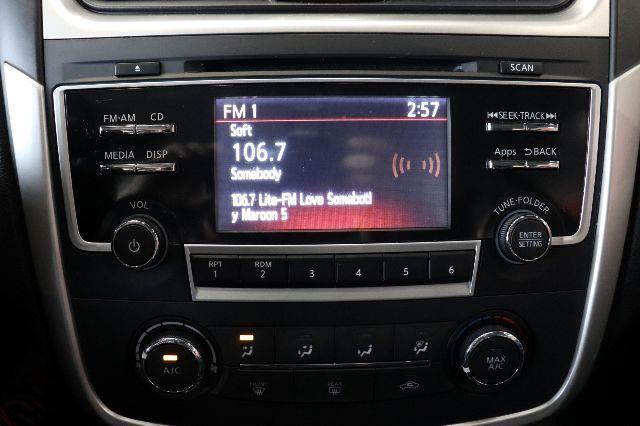 SCAN
FM-AM CD
MEDIA DISP
VOL
FM 1 2:57
Soft
106.7
Somebody
106.7 Lite-FM Love Somebod
y Maroon 5
SEEK-TRACK
Apps BACK
TUNE-FOLDER
ENTER
SETTING
RPT
1
RDM
2
3
4
5
6
A/C
FRONT
REAR
MAX
A/C